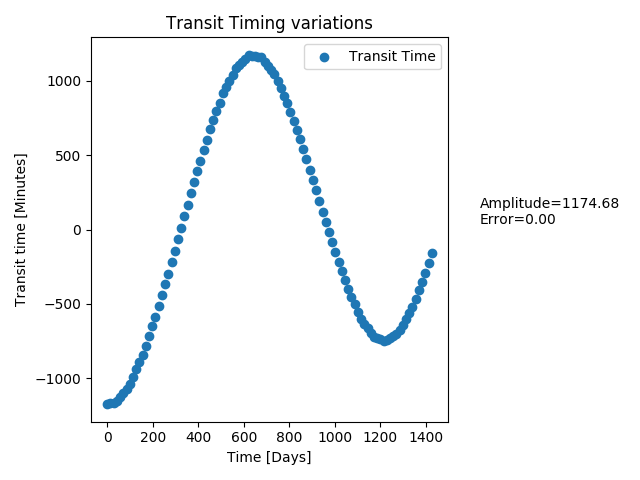 Transit Timing variations
Transit Time
1000
500
0
−500
−1000
Transit time [Minutes]
0 200 400 600 800 1000 1200 1400
Time [Days]
Amplitude=1174.68
Error=0.00